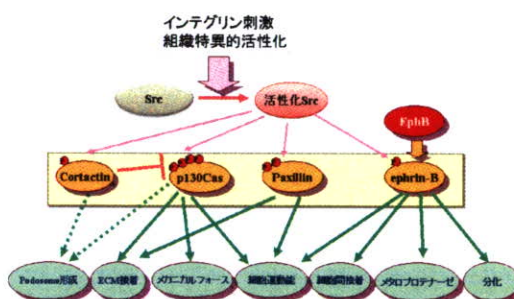 インテグリン刺激
組織特異的活性化
Src
活性化Src
EphB
Cortactin
p130Cas
Paxillin
ephrin-B
Podosome形成
ECM接着
メカニカルフォース
細胞運動能
細胞間接着
メタロプロテナーゼ
分化